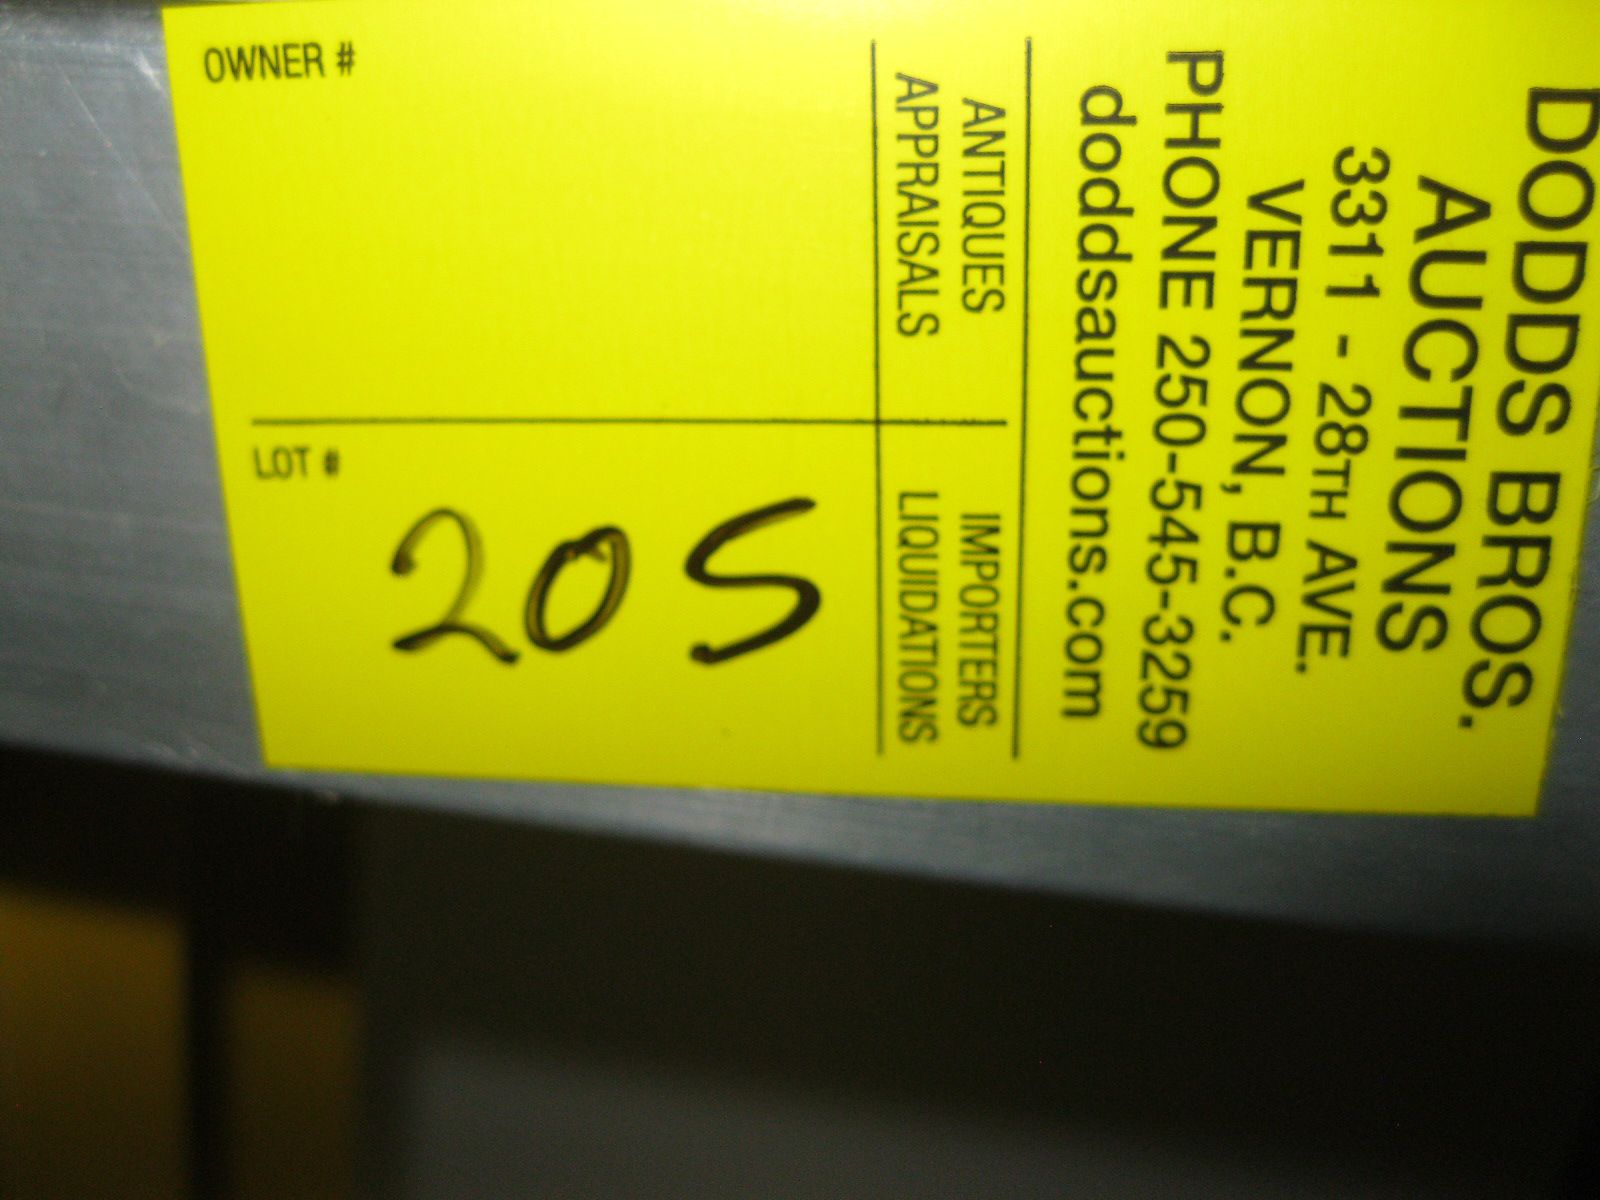 DODDS BROS.
AUCTIONS
3311 - 28TH AVE.
VERNON, B.C.
PHONE 250-545-3259
doddsauctions.com
ANTIQUES
APPRAISALS
IMPORTERS
LIQUIDATIONS
OWNER #
LOT #
205